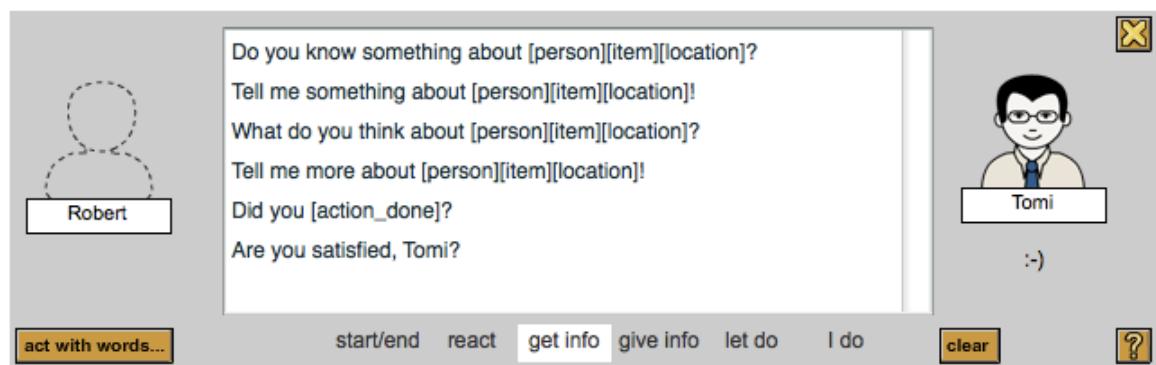 Do you know something about [person][item][location]?
Tell me something about [person][item][location]!
What do you think about [person][item][location]?
Tell me more about [person][item][location]!
Did you [action_done]?
Are you satisfied, Tomi?
Robert
Tomi
:-)
act with words...
start/end react get info give info let do I do
clear
?